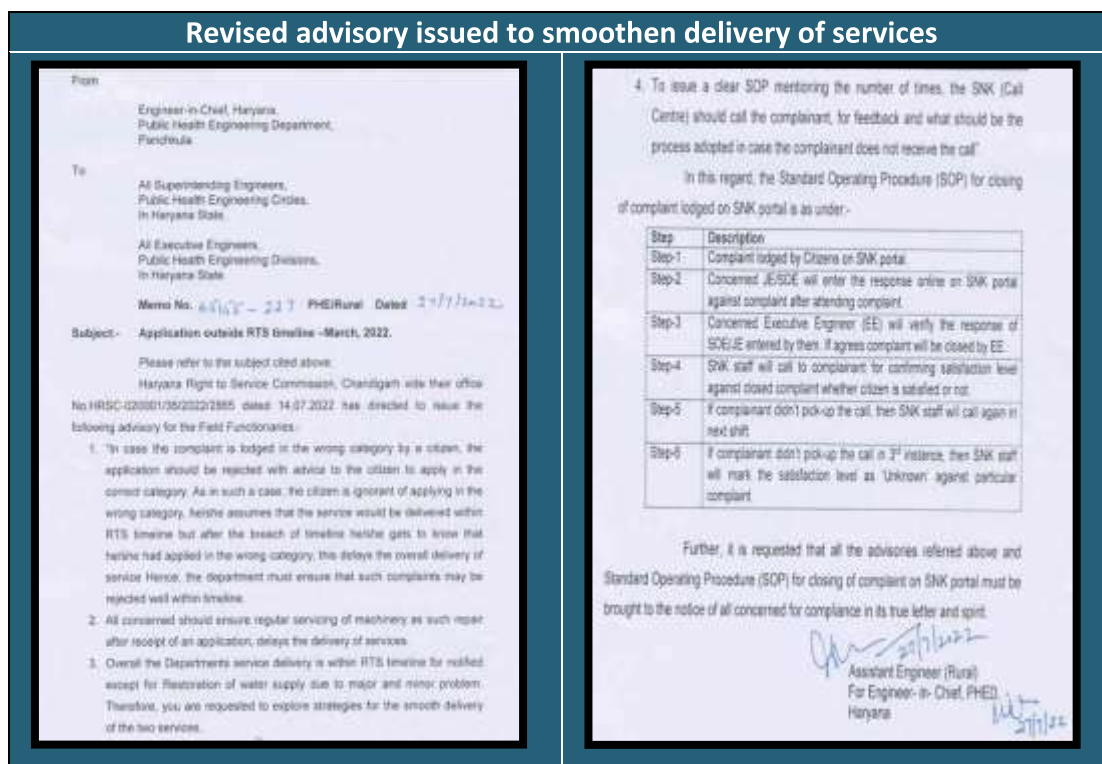 Revised advisory issued to smoothen delivery of services
From
Engineer-in-Chief, Haryana,
Public Health Engineering Department,
Panchkula
To
All Superintending Engineers,
Public Health Engineering Circles,
In Haryana State.
All Executive Engineers,
Public Health Engineering Divisions,
In Haryana State.
Memo No. PHE/Rural Dated 27/7/2022
Subject:- Application outside RTS timeline –March, 2022.
Please refer to the subject cited above.
Haryana Right to Service Commission, Chandigarh vide their office
dated 14.07.2022 has directed to issue the
following advisory for the Field Functionaries:-
1. "In case the complaint is lodged in the wrong category by a citizen, the
application should be rejected with advice to the citizen to apply in the
correct category. As in such a case, the citizen is ignorant of applying in the
wrong category, he/she assumes that the service would be delivered within
RTS timeline but after the breach of timeline he/she gets to know that
he/she had applied in the wrong category, this delays the overall delivery of
service Hence, the department must ensure that such complaints may be
rejected well within timeline.
2. All concerned should ensure regular servicing of machinery as such repair
after receipt of an application, delays the delivery of services.
3. Overall the Departments service delivery is within RTS timeline for notified
except for Restoration of water supply due to major and minor problem.
Therefore, you are requested to explore strategies for the smooth delivery
of the two services.
4. To issue a clear SOP mentioning the number of times, the SNK (Call
Centre) should call the complainant, for feedback and what should be the
process adopted in case the complainant does not receive the call"
In this regard, the Standard Operating Procedure (SOP) for closing
of complaint lodged on SNK portal is as under:-
Step Description
Step-1 Complaint lodged by Citizens on SNK portal.
Step-2 Concerned JE/SDE will enter the response online on SNK portal
against complaint after attending complaint.
Step-3 Concerned Executive Engineer (EE) will verify the response of
SDE/JE entered by them. If agrees complaint will be closed by EE.
Step-4 SNK staff will call to complainant for confirming satisfaction level
against closed complaint whether citizen is satisfied or not.
Step-5 If complainant didn't pick-up the call, then SNK staff will call again in
next shift.
Step-6 If complainant didn't pick-up the call in 3rd instance, then SNK staff
will mark the satisfaction level as 'Unknown' against particular
complaint.
Further, it is requested that all the advisories referred above and
Standard Operating Procedure (SOP) for closing of complaint on SNK portal must be
brought to the notice of all concerned for compliance in its true letter and spirit.
27/7/2022
Assistant Engineer (Rural)
For Engineer- in- Chief, PHED,
Haryana
27/7/22